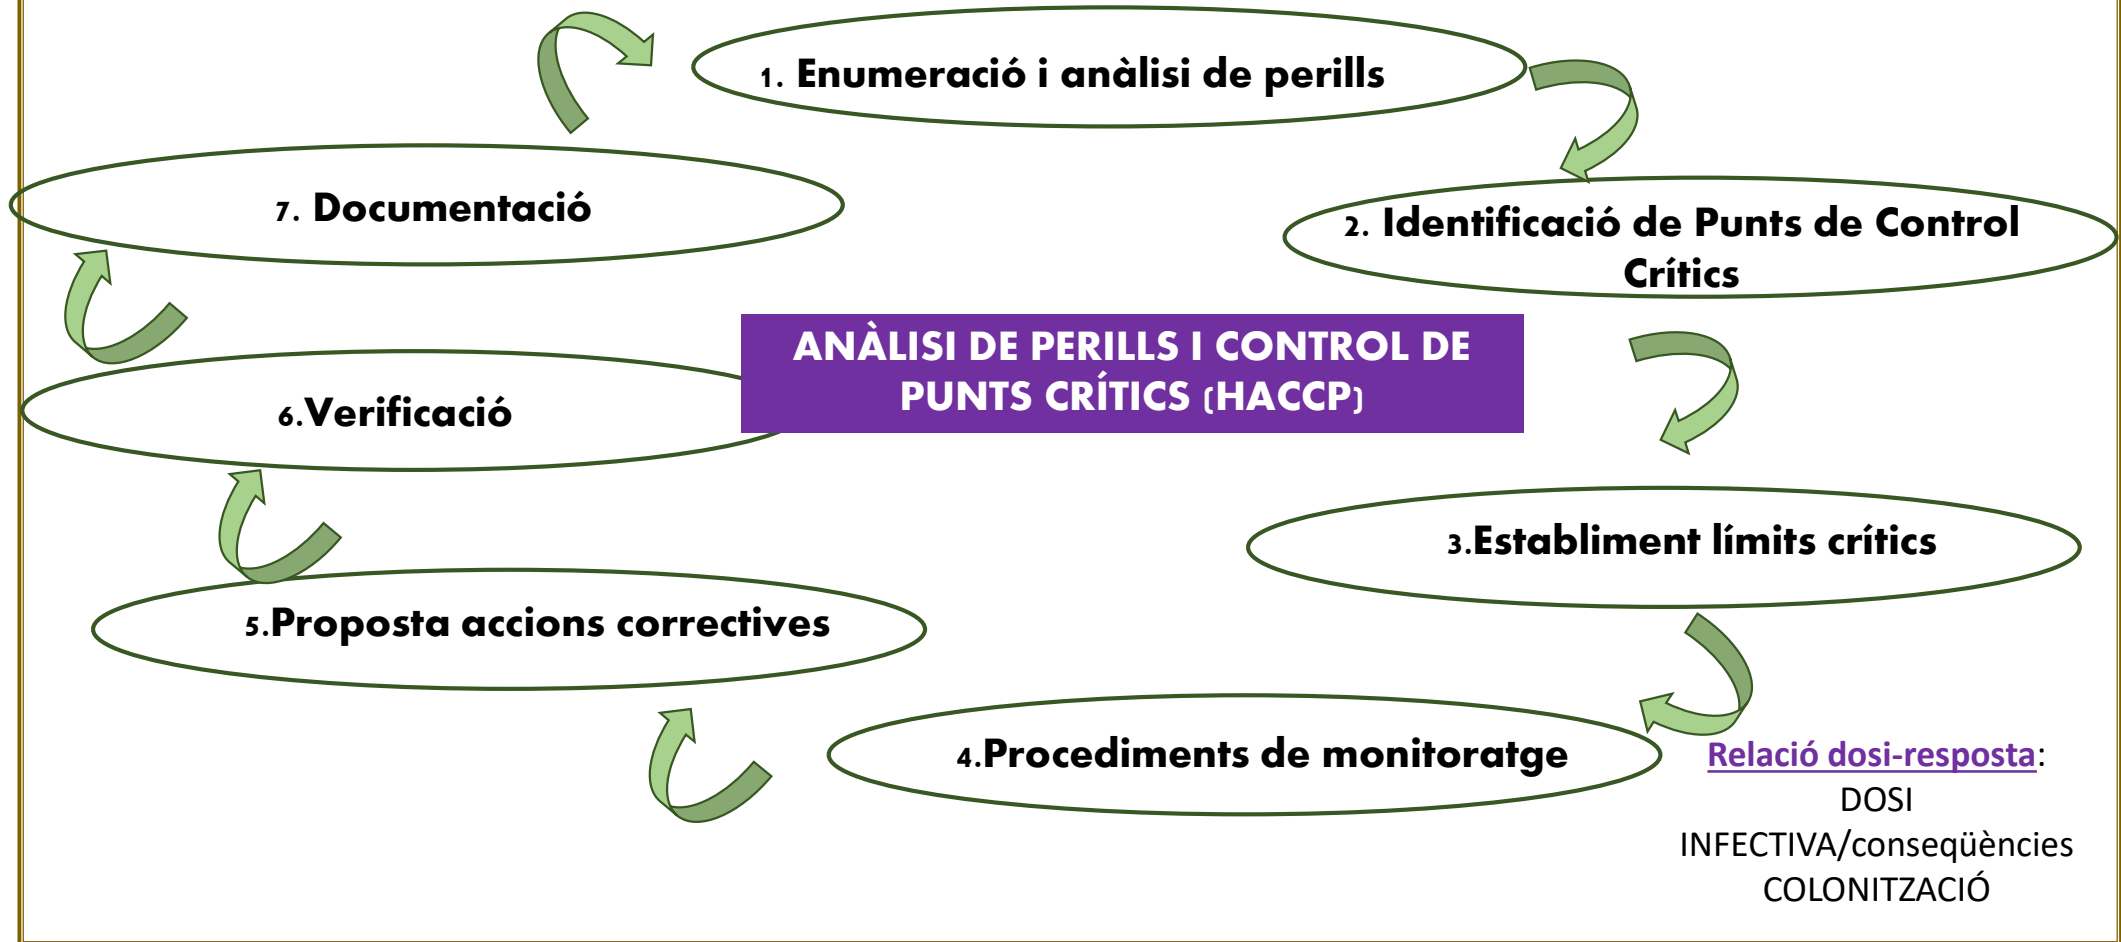 1. Enumeració i anàlisi de perills
2. Identificació de Punts de Control
Crítics
3.Establiment límits crítics
4.Procediments de monitoratge
5.Proposta accions correctives
6.Verificació
7. Documentació
ANÀLISI DE PERILLS I CONTROL DE
PUNTS CRÍTICS (HACCP)
Relació dosi-resposta:
DOSI
INFECTIVA/conseqüències
COLONITZACIÓ